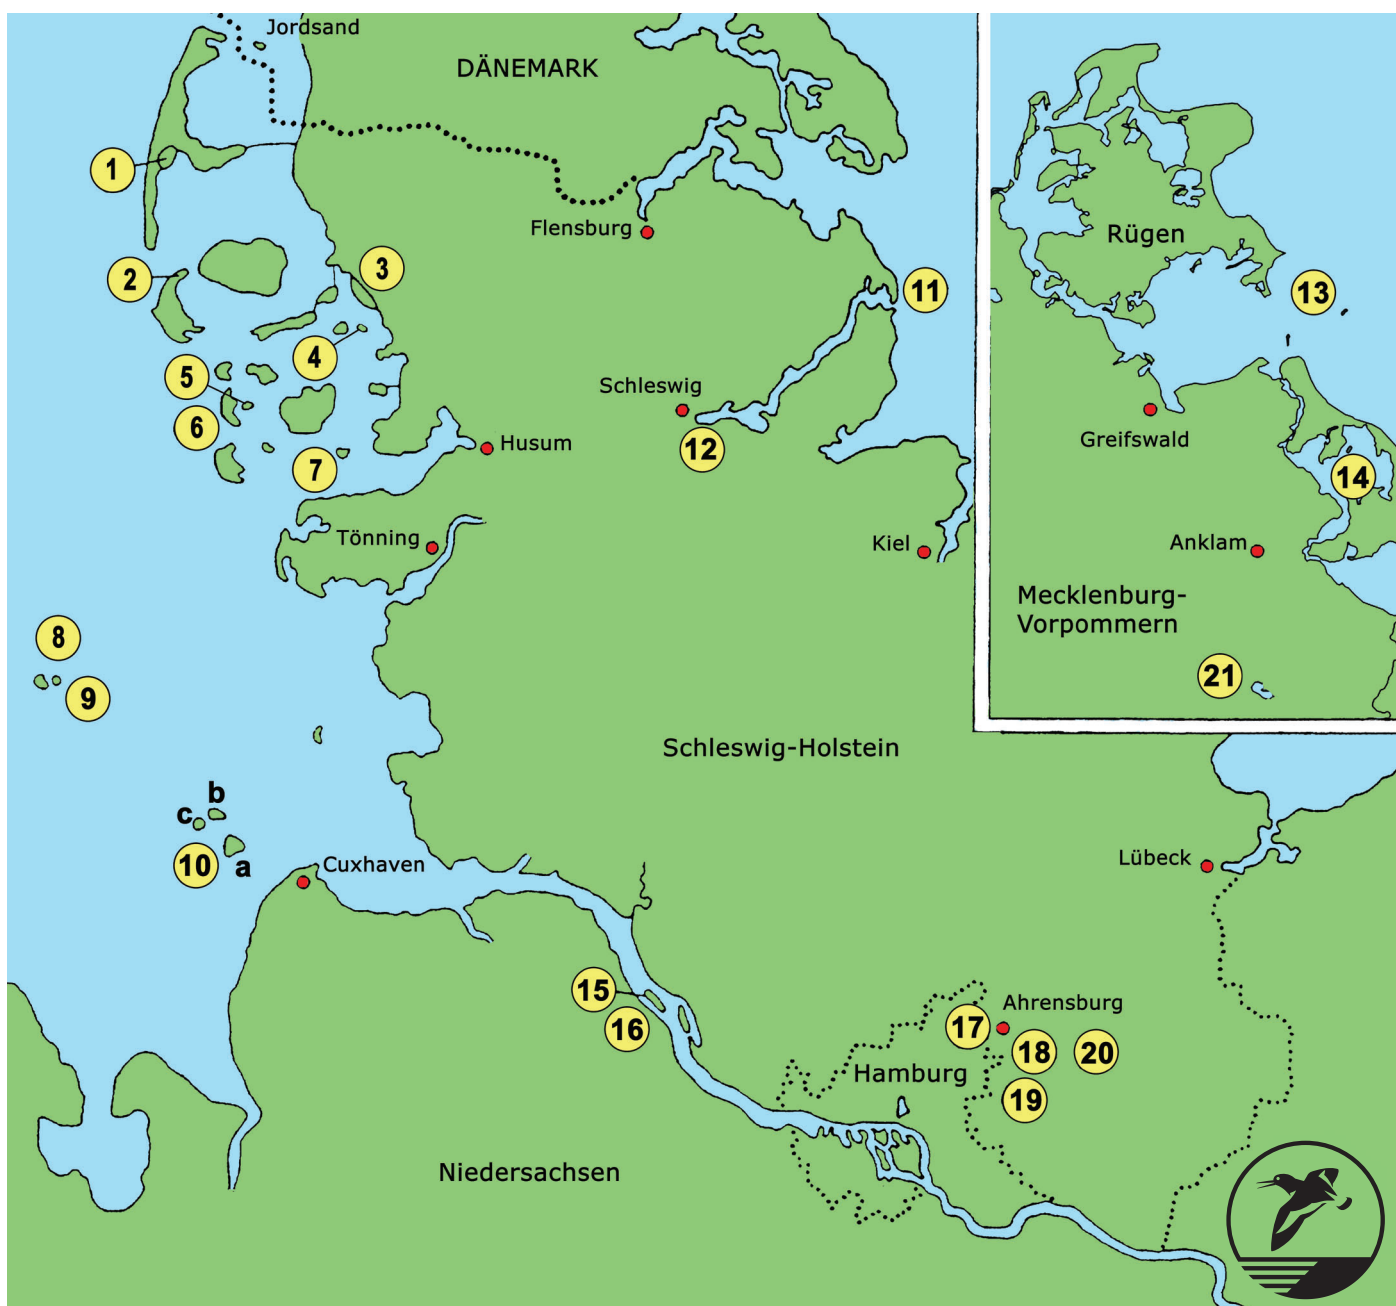 Jordsand
DÄNEMARK
1
Flensburg
Rügen
2
3
11
13
4
5
Schleswig
6
Greifswald
Husum
12
7
14
Tönning
Kiel
Anklam
Mecklenburg-
Vorpommern
8
21
9
Schleswig-Holstein
b
c
10
a
Cuxhaven
Lübeck
15
16
17
Ahrensburg
18
20
Hamburg
19
Niedersachsen